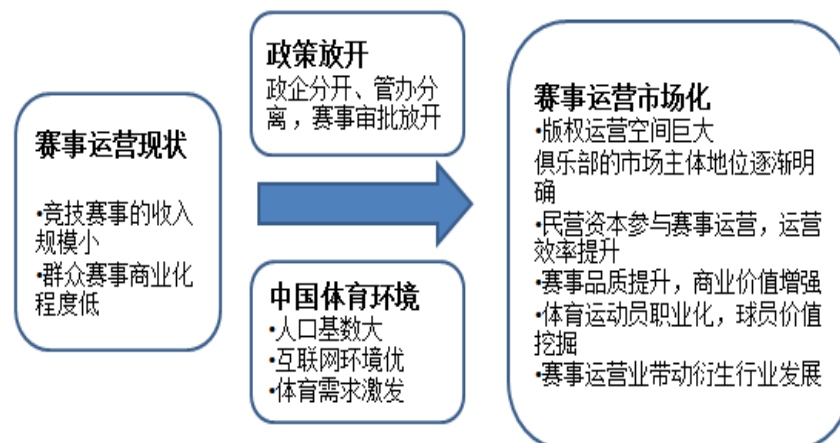 赛事运营现状
•竞技赛事的收入
规模小
•群众赛事商业化
程度低
政策放开
政企分开、管办分
离，赛事审批放开
中国体育环境
•人口基数大
•互联网环境优
•体育需求激发
赛事运营市场化
•版权运营空间巨大
俱乐部的市场主体地位逐渐明
确
•民营资本参与赛事运营，运营
效率提升
•赛事品质提升，商业价值增强
•体育运动员职业化，球员价值
挖掘
•赛事运营业带动衍生行业发展